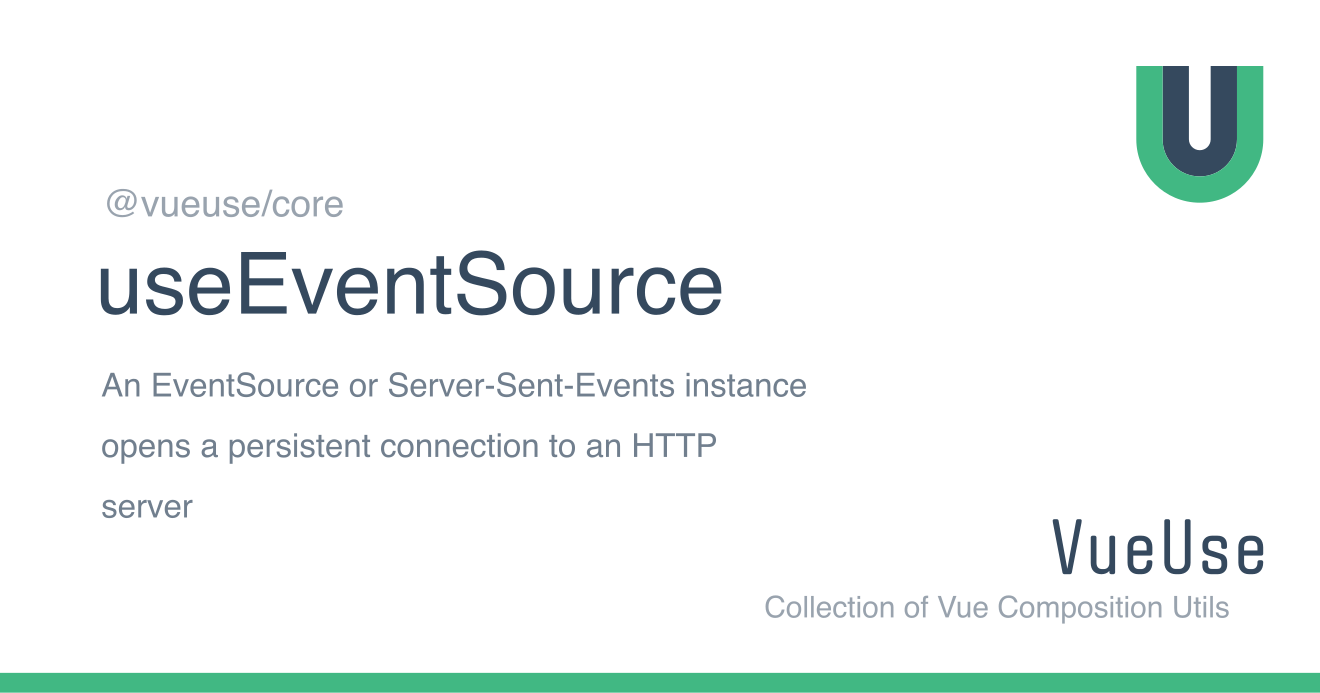 @vueuse/core
useEventSource
An EventSource or Server-Sent-Events instance
opens a persistent connection to an HTTP
server
VueUse
Collection of Vue Composition Utils